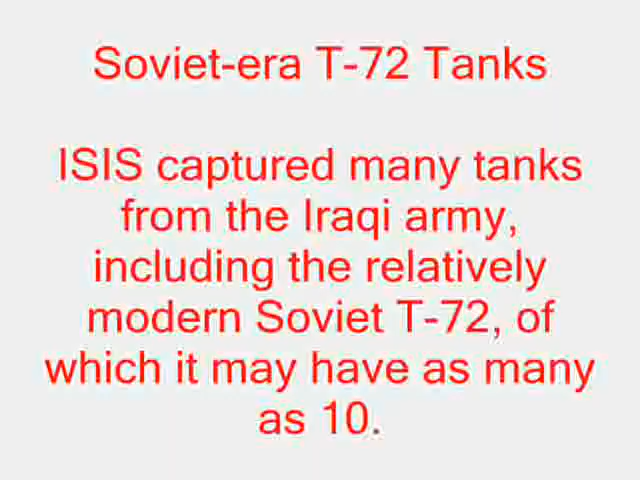 Soviet-era T-72 Tanks
ISIS captured many tanks
from the Iraqi army,
including the relatively
modern Soviet T-72, of
which it may have as many
as 10.